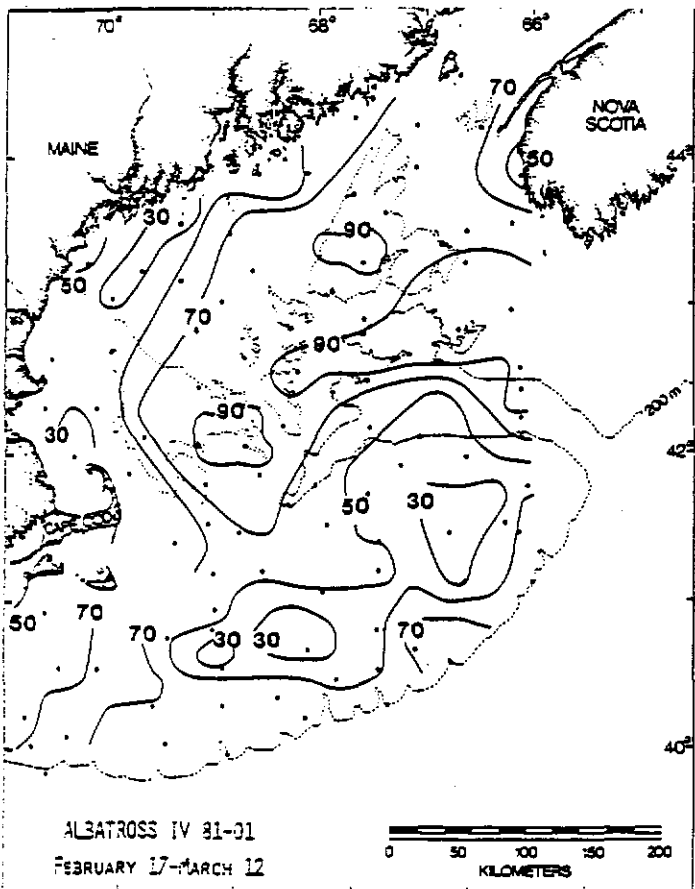 70°
68°
66°
70
NOVA
SCOTIA
MAINE
44°
50
30
90
50
70
90
200 m
90
30
42°
50
30
CAPE COD
50
70
70
30
30
70
40°
ALBATROSS IV 81-01
FEBRUARY 17-MARCH 12
0 50 100 150 200
KILOMETERS